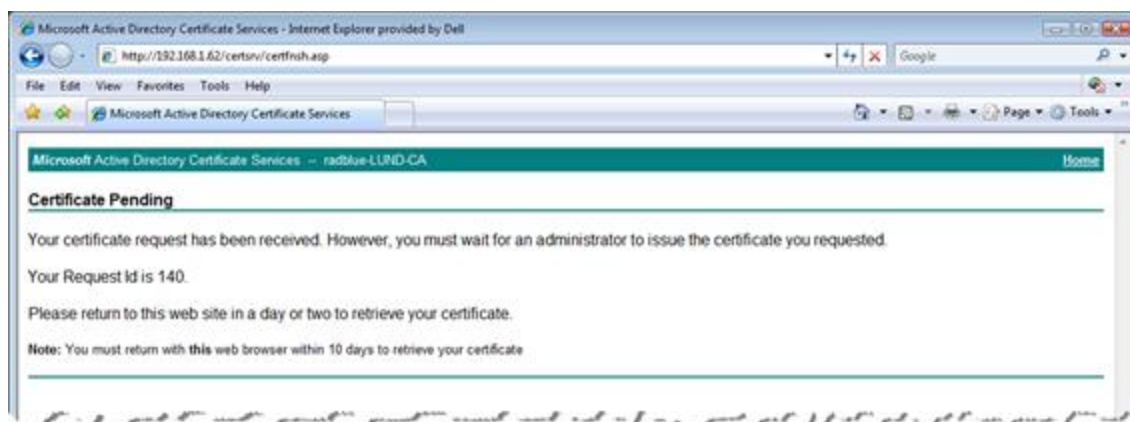 Microsoft Active Directory Certificate Services - Internet Explorer provided by Dell
http://192.168.1.62/certsrv/certfnsh.asp
Google
File Edit View Favorites Tools Help
Microsoft Active Directory Certificate Services
Page Tools
Microsoft Active Directory Certificate Services -- radblue-LUND-CA Home
Certificate Pending
Your certificate request has been received. However, you must wait for an administrator to issue the certificate you requested.
Your Request Id is 140.
Please return to this web site in a day or two to retrieve your certificate.
Note: You must return with this web browser within 10 days to retrieve your certificate